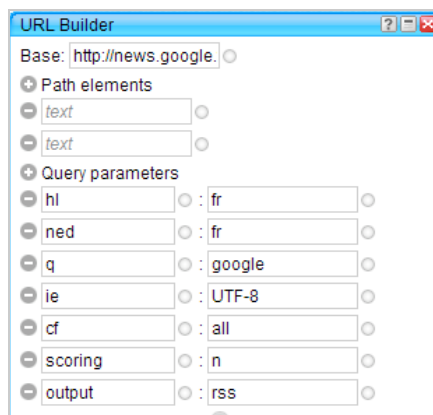 URL Builder
Base: http://news.google.
Path elements
text
text
Query parameters
hl : fr
ned : fr
q : google
ie : UTF-8
cf : all
scoring : n
output : rss